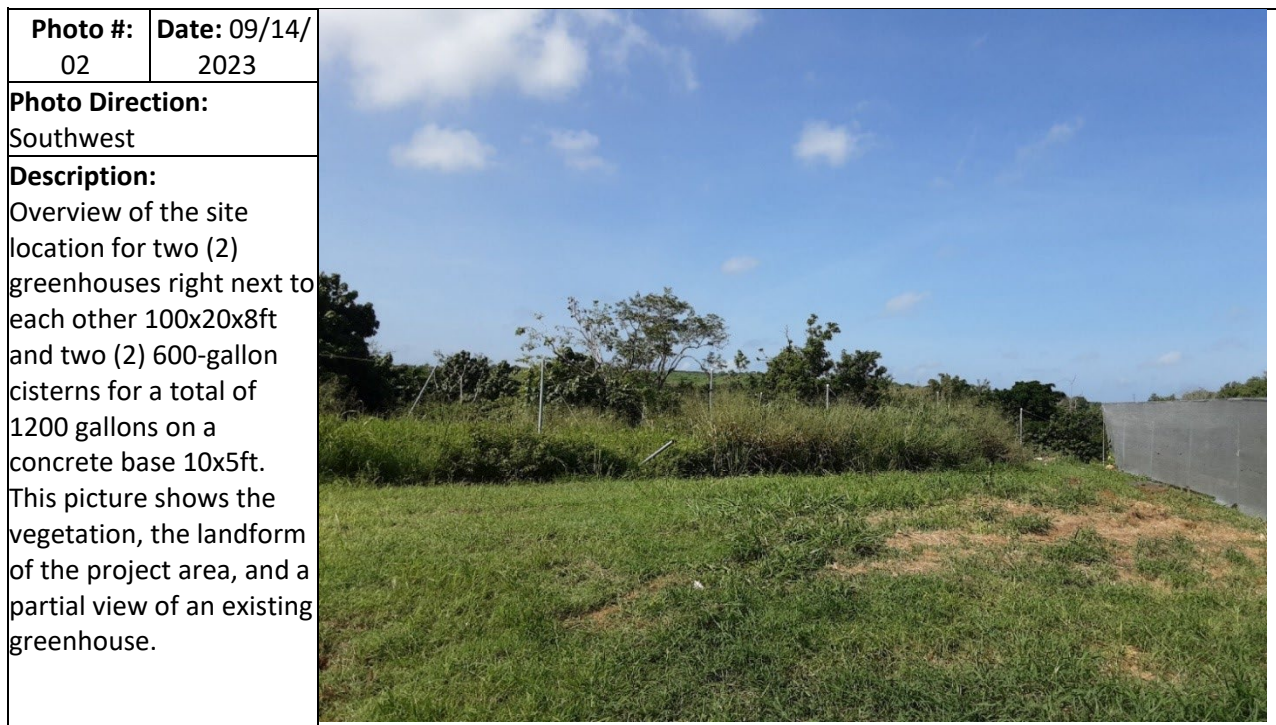 Photo #:
02
Date: 09/14/
2023
Photo Direction:
Southwest
Description:
Overview of the site
location for two (2)
greenhouses right next to
each other 100x20x8ft
and two (2) 600-gallon
cisterns for a total of
1200 gallons on a
concrete base 10x5ft.
This picture shows the
vegetation, the landform
of the project area, and a
partial view of an existing
greenhouse.